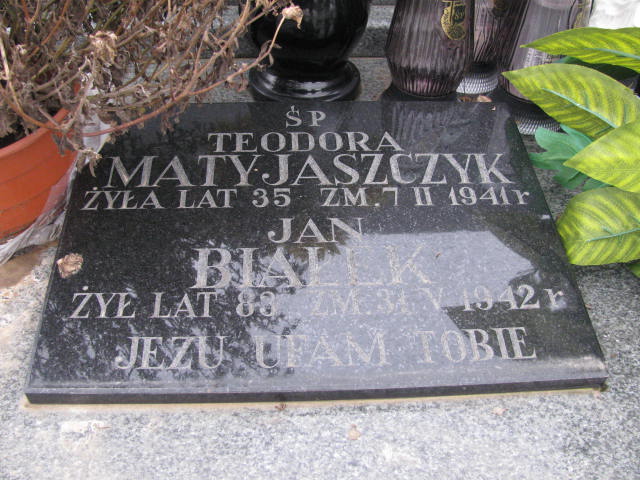 ŚP
TEODORA
MATYJASZCZYK
ŻYŁA LAT 35 ZM. 7 II 1941 r
JAN
BIAŁEK
ŻYŁ LAT 83 ZM 31 V 1942 r
JEZU UFAM TOBIE